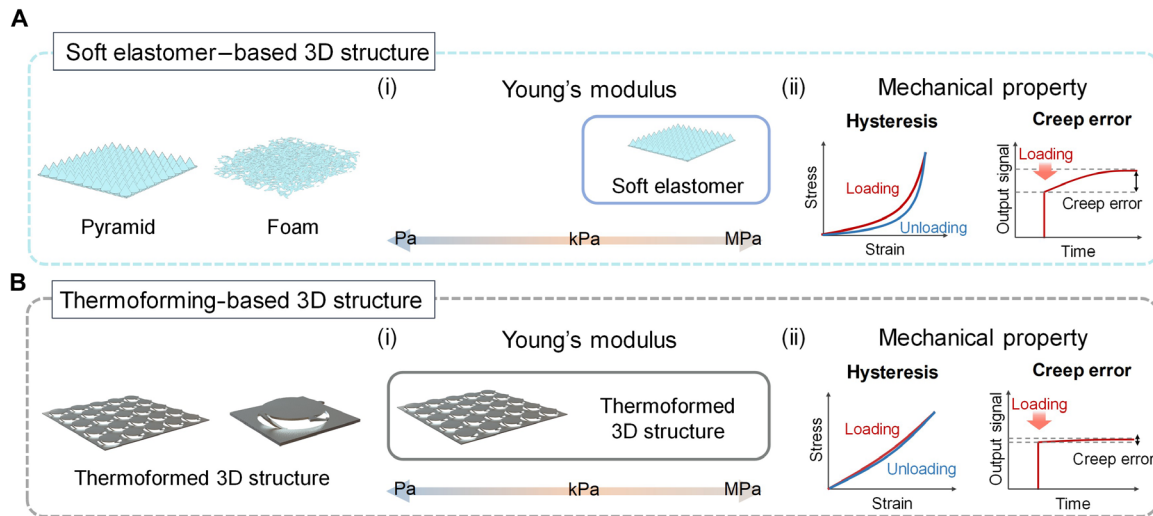 A
Soft elastomer–based 3D structure
Pyramid
Foam
(i)
Young's modulus
Soft elastomer
Pa
kPa
MPa
(ii)
Mechanical property
Hysteresis
Stress
Loading
Unloading
Strain
Creep error
Output signal
Loading
Creep error
Time
B
Thermoforming-based 3D structure
Thermoformed 3D structure
(i)
Young's modulus
Thermoformed
3D structure
Pa
kPa
MPa
(ii)
Mechanical property
Hysteresis
Stress
Loading
Unloading
Strain
Creep error
Output signal
Loading
Creep error
Time